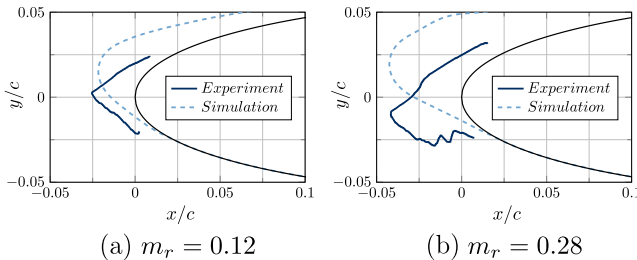 0.05
0
−0.05
y/c
−0.05
0
0.05
0.1
x/c
Experiment
Simulation
(a) m_r = 0.12
0.05
0
−0.05
y/c
−0.05
0
0.05
0.1
x/c
Experiment
Simulation
(b) m_r = 0.28